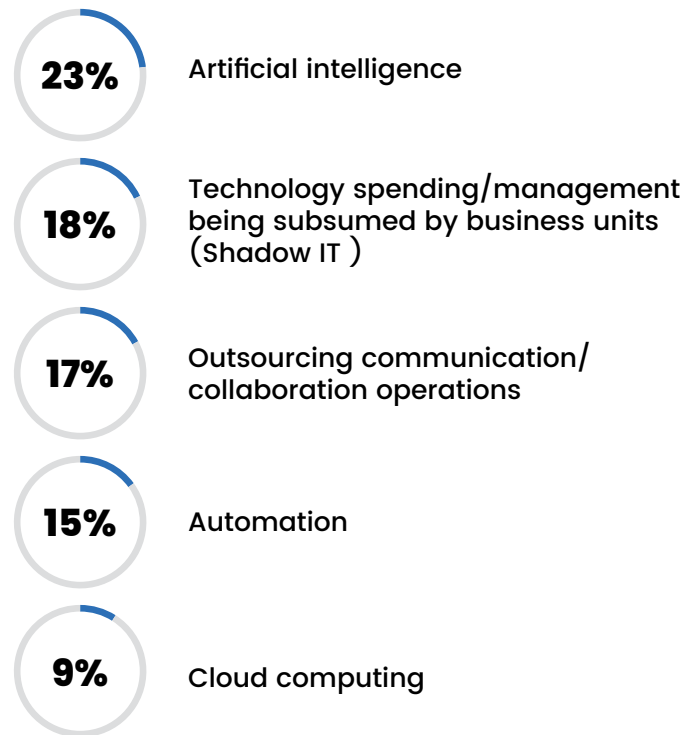 23%
Artificial intelligence
18%
Technology spending/management
being subsumed by business units
(Shadow IT )
17%
Outsourcing communication/
collaboration operations
15%
Automation
9%
Cloud computing